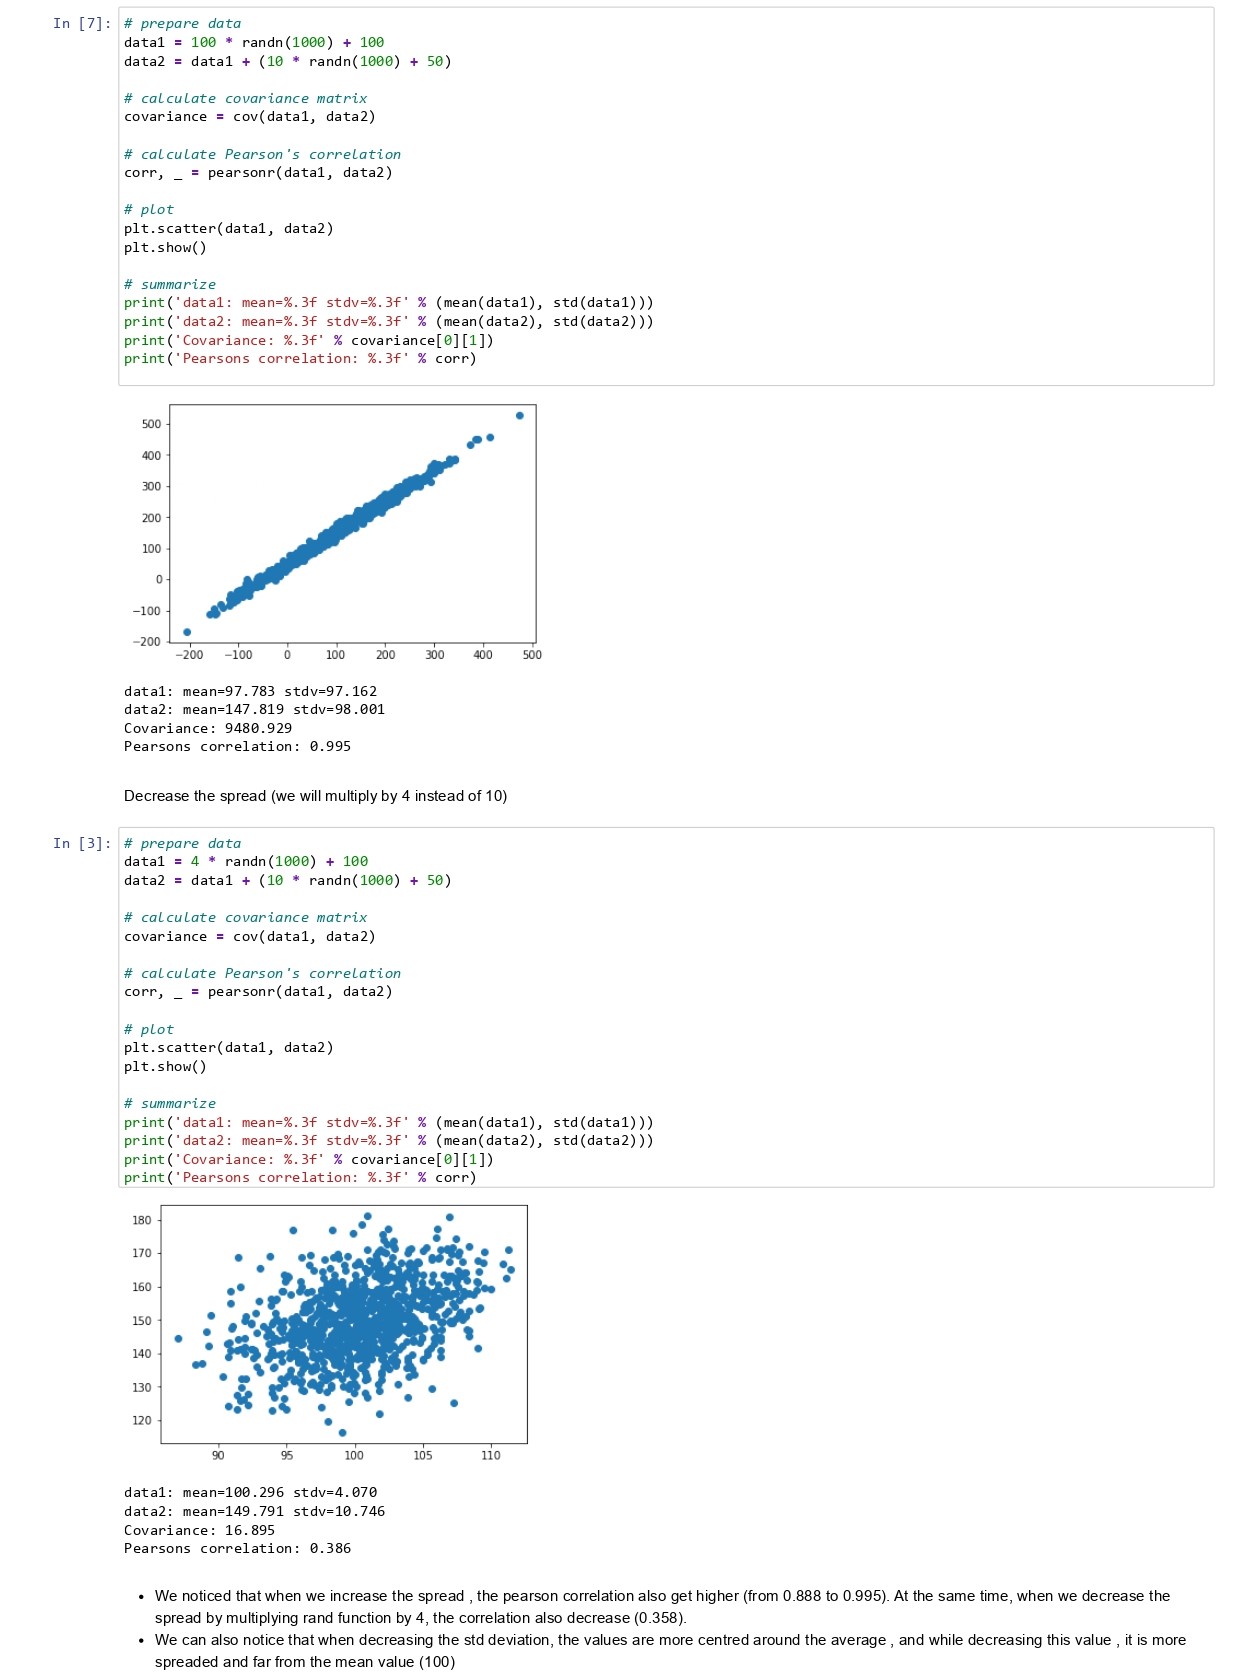 In [7]: # prepare data
data1 = 100 * randn(1000) + 100
data2 = data1 + (10 * randn(1000) + 50)
# calculate covariance matrix
covariance = cov(data1, data2)
# calculate Pearson's correlation
corr, _ = pearsonr(data1, data2)
# plot
plt.scatter(data1, data2)
plt.show()
# summarize
print('data1: mean=%.3f stdv=%.3f' % (mean(data1), std(data1)))
print('data2: mean=%.3f stdv=%.3f' % (mean(data2), std(data2)))
print('Covariance: %.3f' % covariance[0][1])
print('Pearsons correlation: %.3f' % corr)
500
400
300
200
100
0
−100
−200
−200 −100 0 100 200 300 400 500
data1: mean=97.783 stdv=97.162
data2: mean=147.819 stdv=98.001
Covariance: 9480.929
Pearsons correlation: 0.995
Decrease the spread (we will multiply by 4 instead of 10)
In [3]: # prepare data
data1 = 4 * randn(1000) + 100
data2 = data1 + (10 * randn(1000) + 50)
# calculate covariance matrix
covariance = cov(data1, data2)
# calculate Pearson's correlation
corr, _ = pearsonr(data1, data2)
# plot
plt.scatter(data1, data2)
plt.show()
# summarize
print('data1: mean=%.3f stdv=%.3f' % (mean(data1), std(data1)))
print('data2: mean=%.3f stdv=%.3f' % (mean(data2), std(data2)))
print('Covariance: %.3f' % covariance[0][1])
print('Pearsons correlation: %.3f' % corr)
180
170
160
150
140
130
120
90 95 100 105 110
data1: mean=100.296 stdv=4.070
data2: mean=149.791 stdv=10.746
Covariance: 16.895
Pearsons correlation: 0.386
• We noticed that when we increase the spread , the pearson correlation also get higher (from 0.888 to 0.995). At the same time, when we decrease the
spread by multiplying rand function by 4, the correlation also decrease (0.358).
• We can also notice that when decreasing the std deviation, the values are more centred around the average , and while decreasing this value , it is more
spreaded and far from the mean value (100)